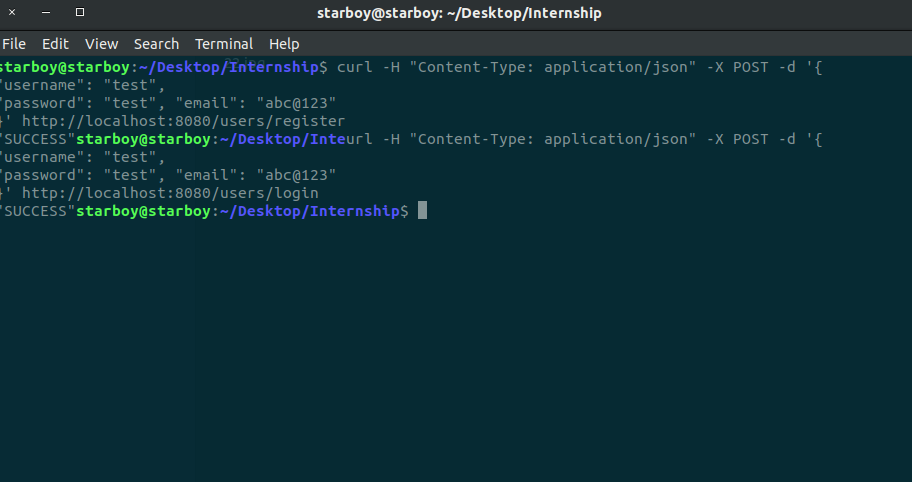 starboy@starboy: ~/Desktop/Internship
File Edit View Search Terminal Help
starboy@starboy:~/Desktop/Internship$ curl -H "Content-Type: application/json" -X POST -d '{
"username": "test",
"password": "test", "email": "abc@123"
}' http://localhost:8080/users/register
"SUCCESS"starboy@starboy:~/Desktop/Inteurl -H "Content-Type: application/json" -X POST -d '{
"username": "test",
"password": "test", "email": "abc@123"
}' http://localhost:8080/users/login
"SUCCESS"starboy@starboy:~/Desktop/Internship$